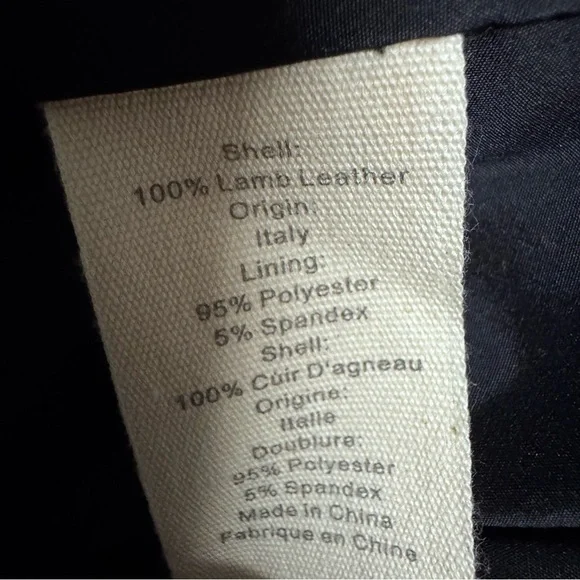 Shell:
100% Lamb Leather
Origin:
Italy
Lining:
95% Polyester
5% Spandex
Shell:
100% Cuir D'agneau
Origine:
Italie
Doublura:
95% Polyester
5% Spandex
Made in China
Fabrique en Chine